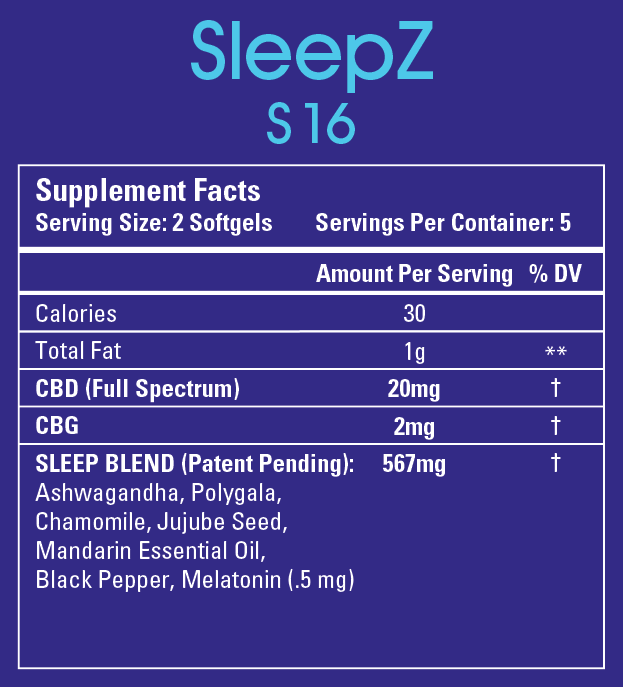 SleepZ
S 16
Supplement Facts
Serving Size: 2 Softgels Servings Per Container: 5
Amount Per Serving % DV
Calories 30
Total Fat 1g **
CBD (Full Spectrum) 20mg †
CBG 2mg †
SLEEP BLEND (Patent Pending): 567mg †
Ashwagandha, Polygala,
Chamomile, Jujube Seed,
Mandarin Essential Oil,
Black Pepper, Melatonin (.5 mg)